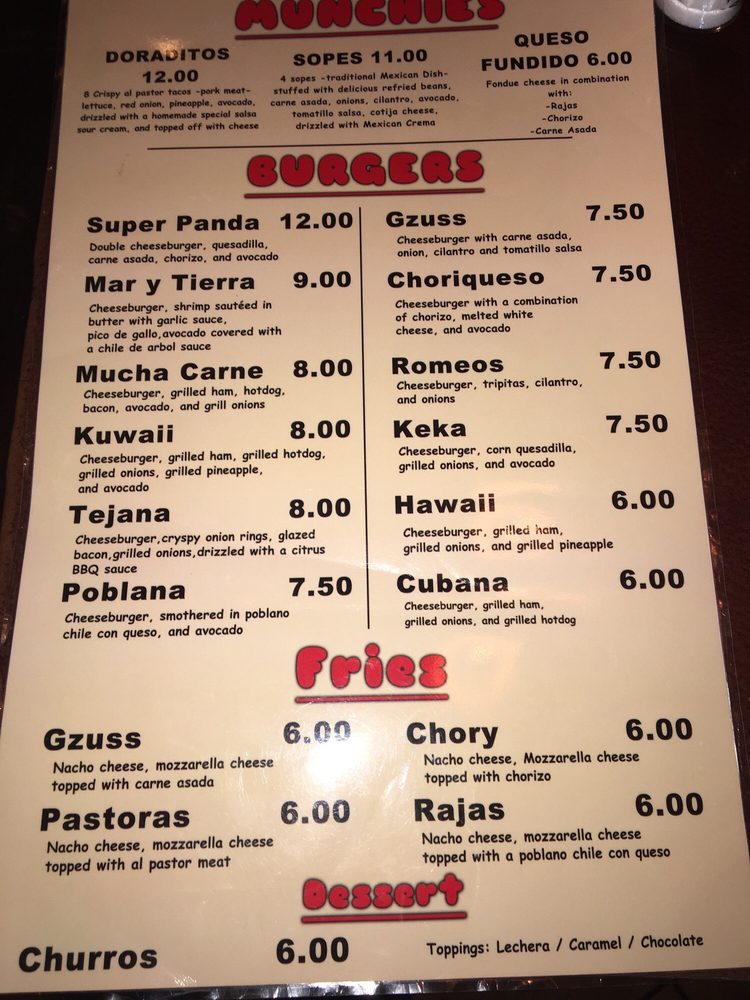 MUNCHIES
DORADITOS
12.00
8 Crispy al pastor tacos -pork meat-
lettuce, red onion, pineapple, avocado,
drizzled with a homemade special salsa
sour cream, and topped off with cheese
SOPES 11.00
4 sopes -traditional Mexican Dish-
stuffed with delicious refried beans,
carne asada, onions, cilantro, avocado,
tomatillo salsa, cotija cheese,
drizzled with Mexican Crema
QUESO
FUNDIDO 6.00
Fondue cheese in combination
with:
-Rajas
-Chorizo
-Carne Asada
BURGERS
Super Panda 12.00
Double cheeseburger, quesadilla,
carne asada, chorizo, and avocado
Mar y Tierra 9.00
Cheeseburger, shrimp sautéed in
butter with garlic sauce,
pico de gallo,avocado covered with
a chile de arbol sauce
Mucha Carne 8.00
Cheeseburger, grilled ham, hotdog,
bacon, avocado, and grill onions
Kuwaii 8.00
Cheeseburger, grilled ham, grilled hotdog,
grilled onions, grilled pineapple,
and avocado
Tejana 8.00
Cheeseburger,cryspy onion rings, glazed
bacon,grilled onions,drizzled with a citrus
BBQ sauce
Poblana 7.50
Cheeseburger, smothered in poblano
chile con queso, and avocado
Gzuss 7.50
Cheeseburger with carne asada,
onion, cilantro and tomatillo salsa
Choriqueso 7.50
Cheeseburger with a combination
of chorizo, melted white
cheese, and avocado
Romeos 7.50
Cheeseburger, tripitas, cilantro,
and onions
Keka 7.50
Cheeseburger, corn quesadilla,
grilled onions, and avocado
Hawaii 6.00
Cheeseburger, grilled ham,
grilled onions, and grilled pineapple
Cubana 6.00
Cheeseburger, grilled ham,
grilled onions, and grilled hotdog
Fries
Gzuss 6.00
Nacho cheese, mozzarella cheese
topped with carne asada
Pastoras 6.00
Nacho cheese, mozzarella cheese
topped with al pastor meat
Chory 6.00
Nacho cheese, Mozzarella cheese
topped with chorizo
Rajas 6.00
Nacho cheese, mozzarella cheese
topped with a poblano chile con queso
Dessert
Churros 6.00
Toppings: Lechera / Caramel / Chocolate